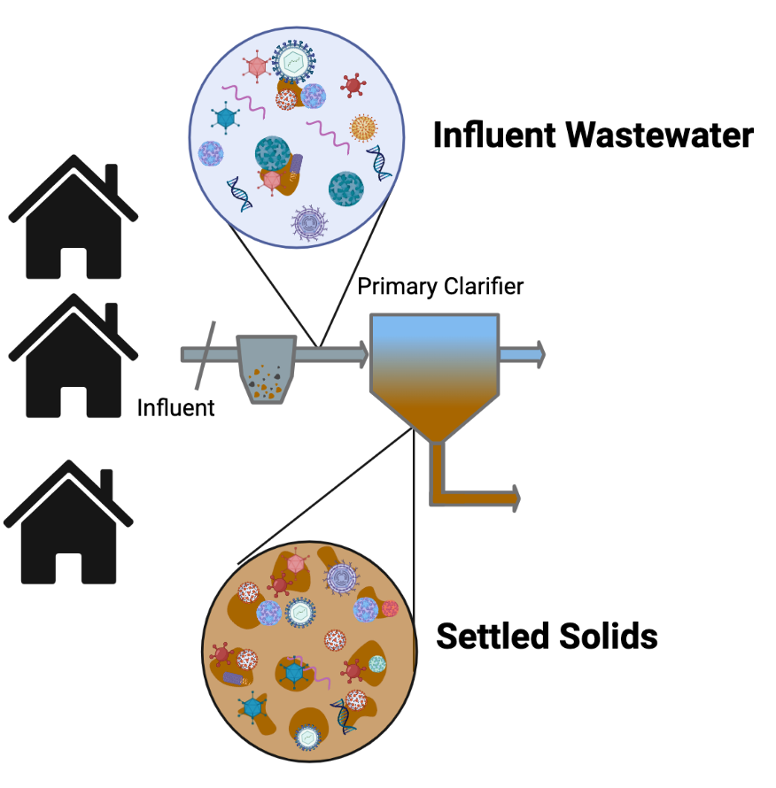 Influent Wastewater
Primary Clarifier
Influent
Settled Solids